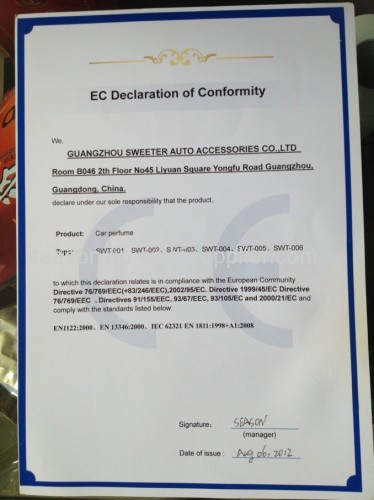 EC Declaration of Conformity
We,
GUANGZHOU SWEETER AUTO ACCESSORIES CO.,LTD
Room B046 2th Floor No45 Liyuan Square Yongfu Road Guangzhou,
Guangdong, China.
declare under our sole responsibility that the product.
Product: Car perfume
Type: SWT-001、SWT-002、SWT-003、SWT-004、SWT-005、SWT-006
to which this declaration relates is in compliance with the European Community
Directive 76/769/EEC(+83/246/EEC),2002/95/EC. Directive 1999/45/EC Directive
76/769/EEC 、Directives 91/155/EEC, 93/67/EEC, 93/105/EC and 2000/21/EC and
comply with the standards listed below:
EN1122:2000、EN 13346:2000、IEC 62321 EN 1811:1998+A1:2008
Signature: SEASON
(manager)
Date of issue : Aug 06, 2012